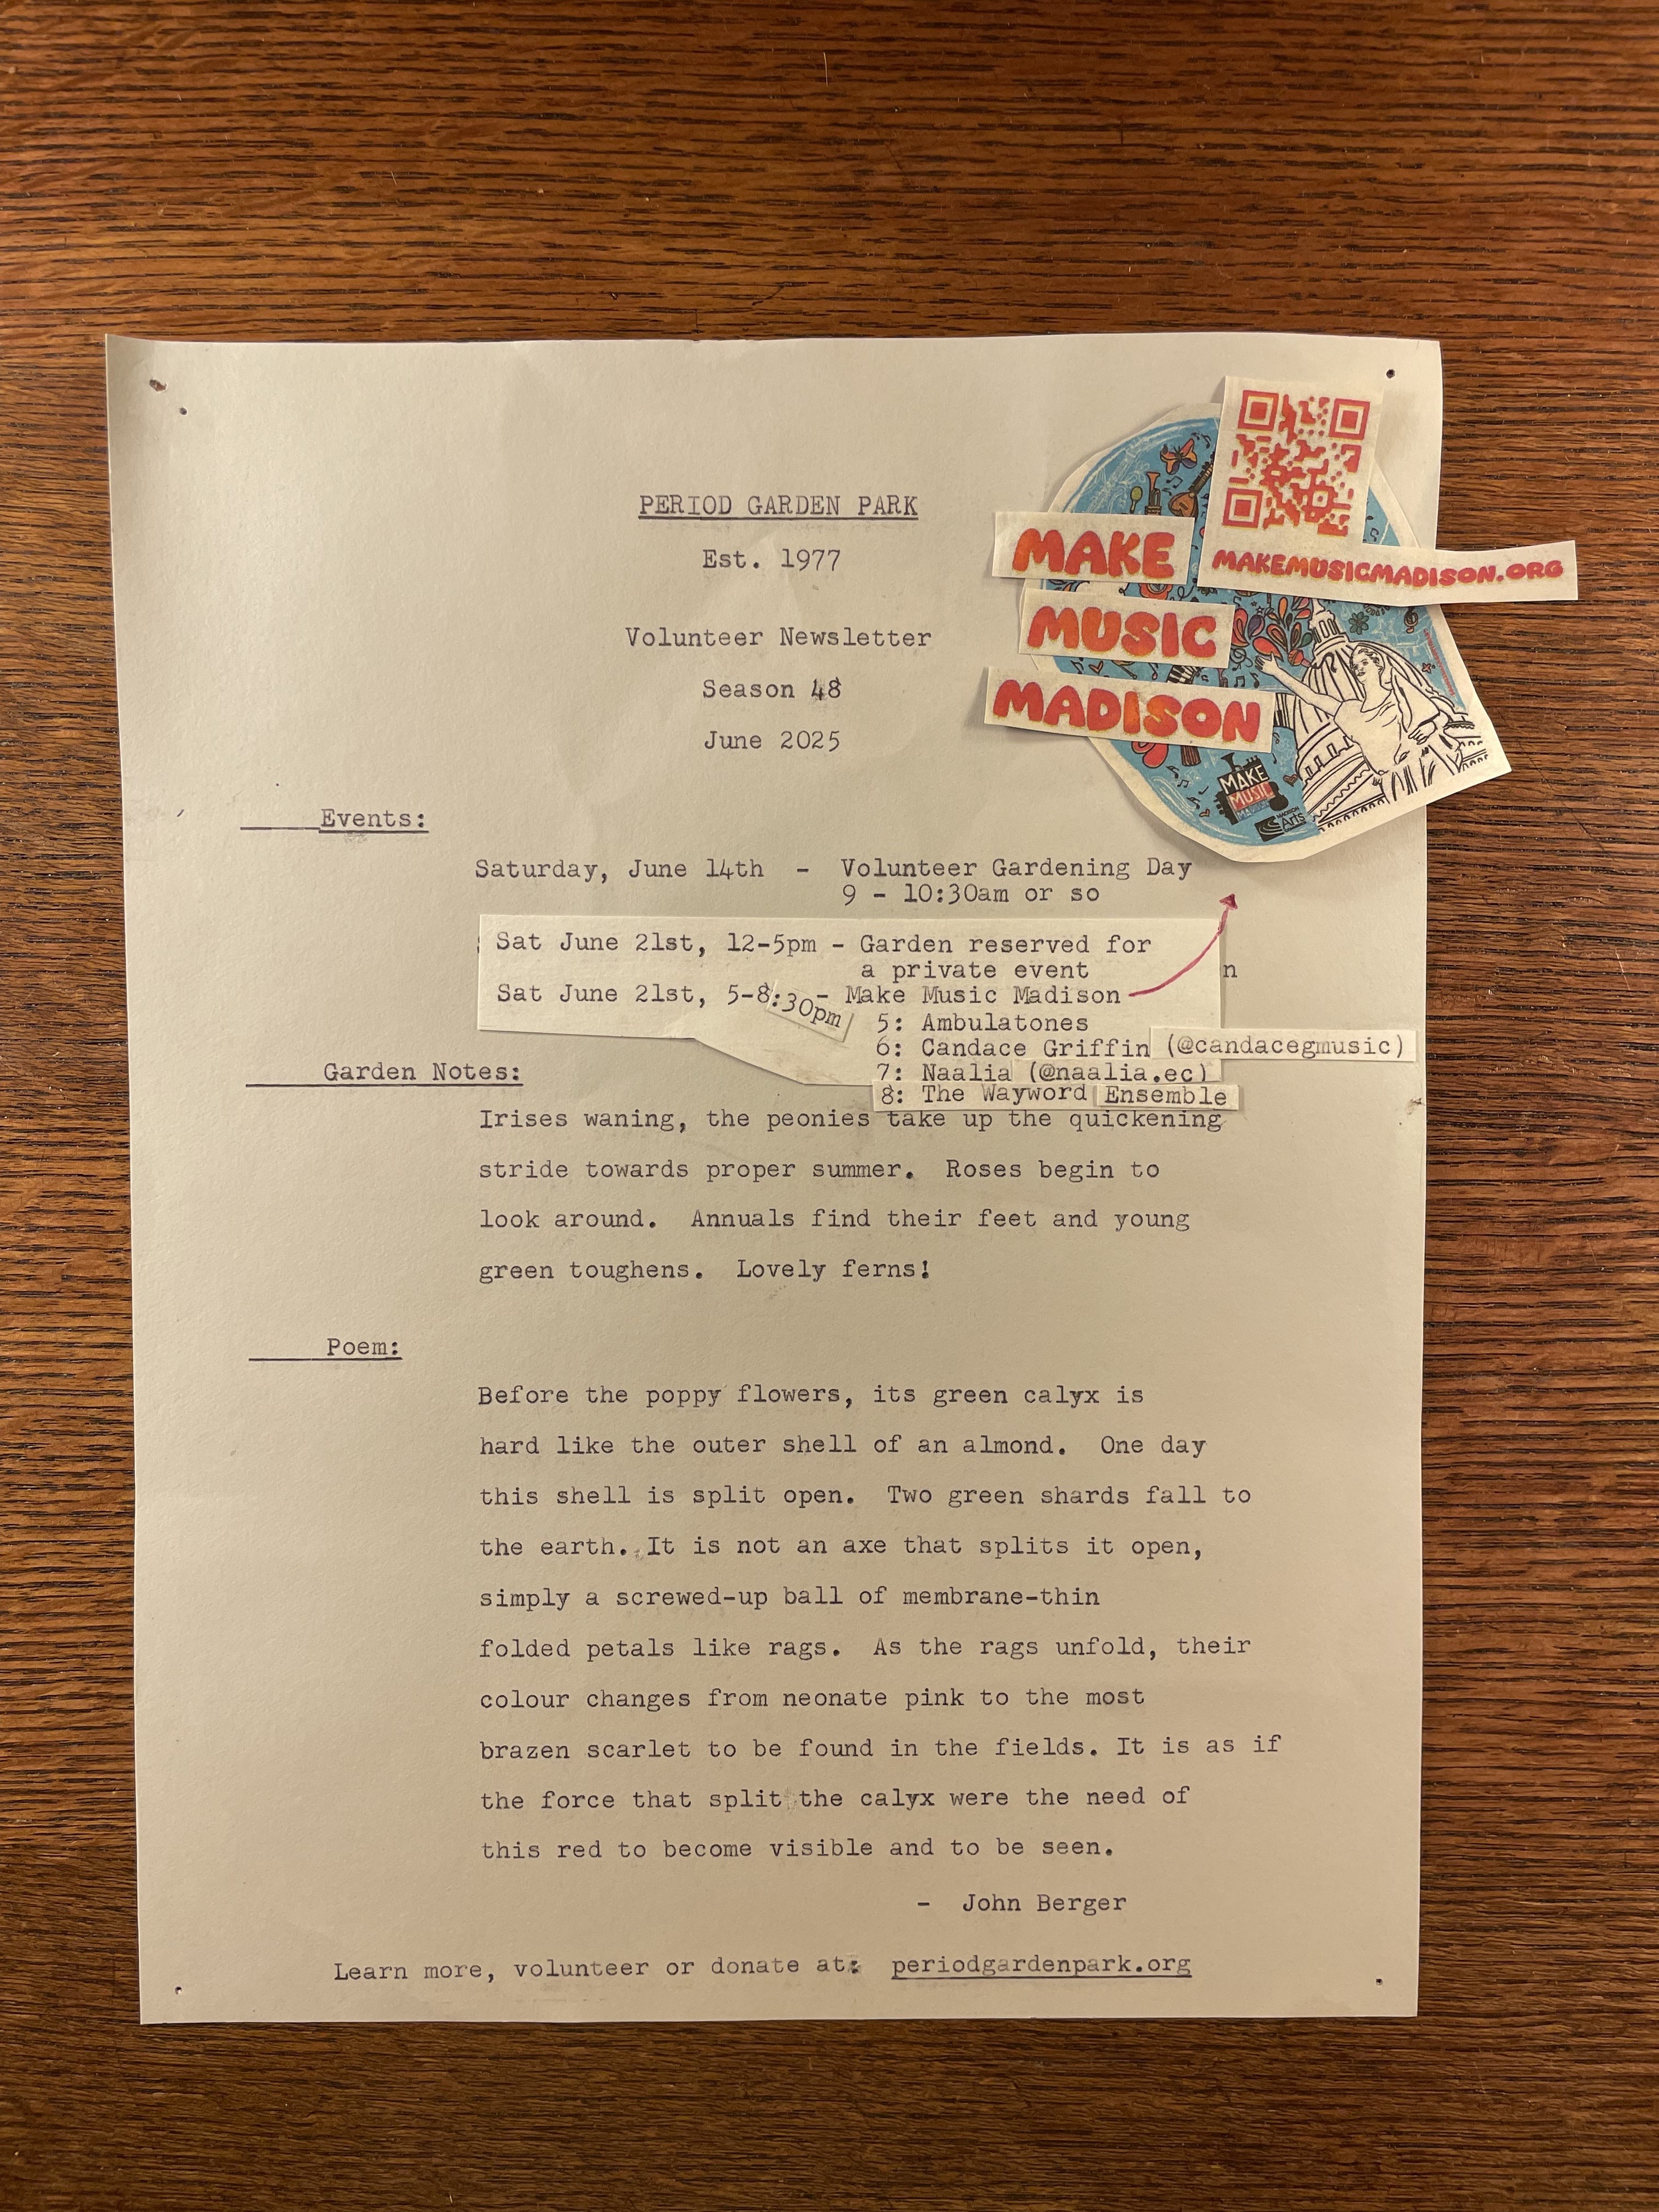 PERIOD GARDEN PARK
Est. 1977
Volunteer Newsletter
Season 48
June 2025
MAKE
MUSIC
MADISON
MAKEMUSICMADISON.ORG
MAKE
MUSIC
Arts
Events:
Saturday, June 14th - Volunteer Gardening Day
9 - 10:30am or so
Sat June 21st, 12-5pm - Garden reserved for
a private event
n
Sat June 21st, 5-8:30pm - Make Music Madison
5: Ambulatones
6: Candace Griffin (@candacegmusic)
7: Naalia (@naalia.ec)
8: The Wayword Ensemble
Garden Notes:
Irises waning, the peonies take up the quickening
stride towards proper summer. Roses begin to
look around. Annuals find their feet and young
green toughens. Lovely ferns!
Poem:
Before the poppy flowers, its green calyx is
hard like the outer shell of an almond. One day
this shell is split open. Two green shards fall to
the earth. It is not an axe that splits it open,
simply a screwed-up ball of membrane-thin
folded petals like rags. As the rags unfold, their
colour changes from neonate pink to the most
brazen scarlet to be found in the fields. It is as if
the force that split the calyx were the need of
this red to become visible and to be seen.
- John Berger
Learn more, volunteer or donate at: periodgardenpark.org